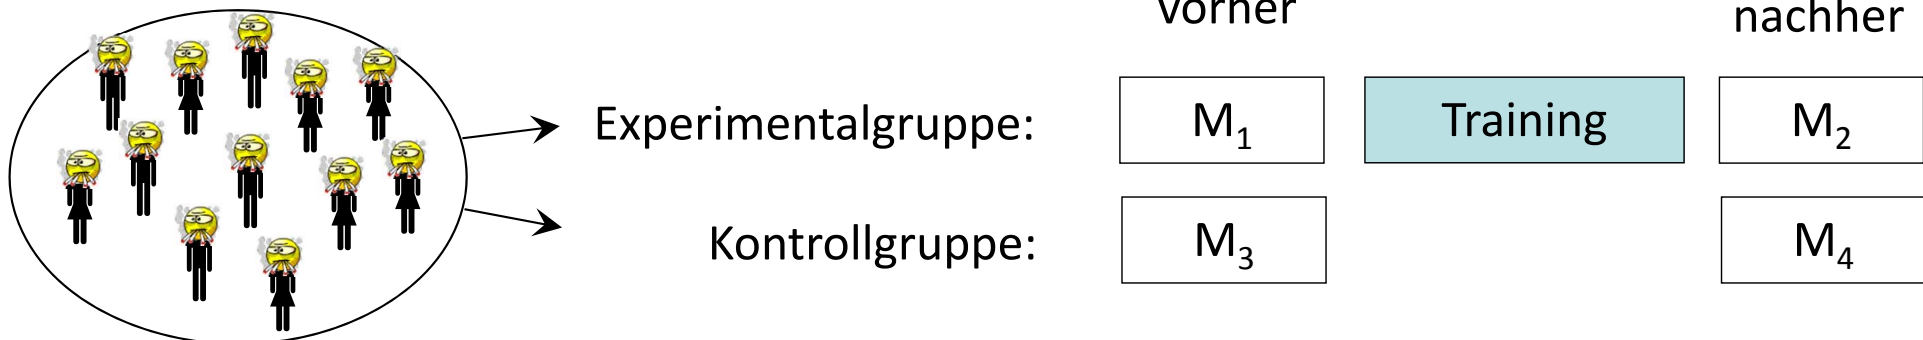 vorher
nachher
Experimentalgruppe: M₁ Training M₂
Kontrollgruppe: M₃ M₄